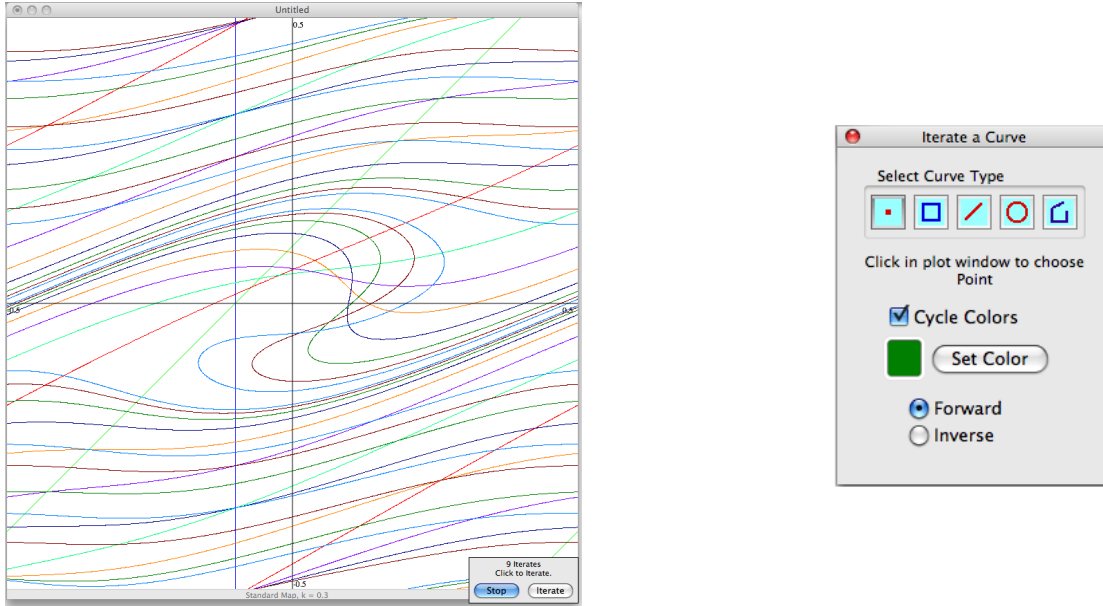 Untitled
0.5
-0.5
0.5
-0.5
9 Iterates
Click to Iterate.
Stop
Iterate
Standard Map, k = 0.3
Iterate a Curve
Select Curve Type
Click in plot window to choose
Point
Cycle Colors
Set Color
Forward
Inverse